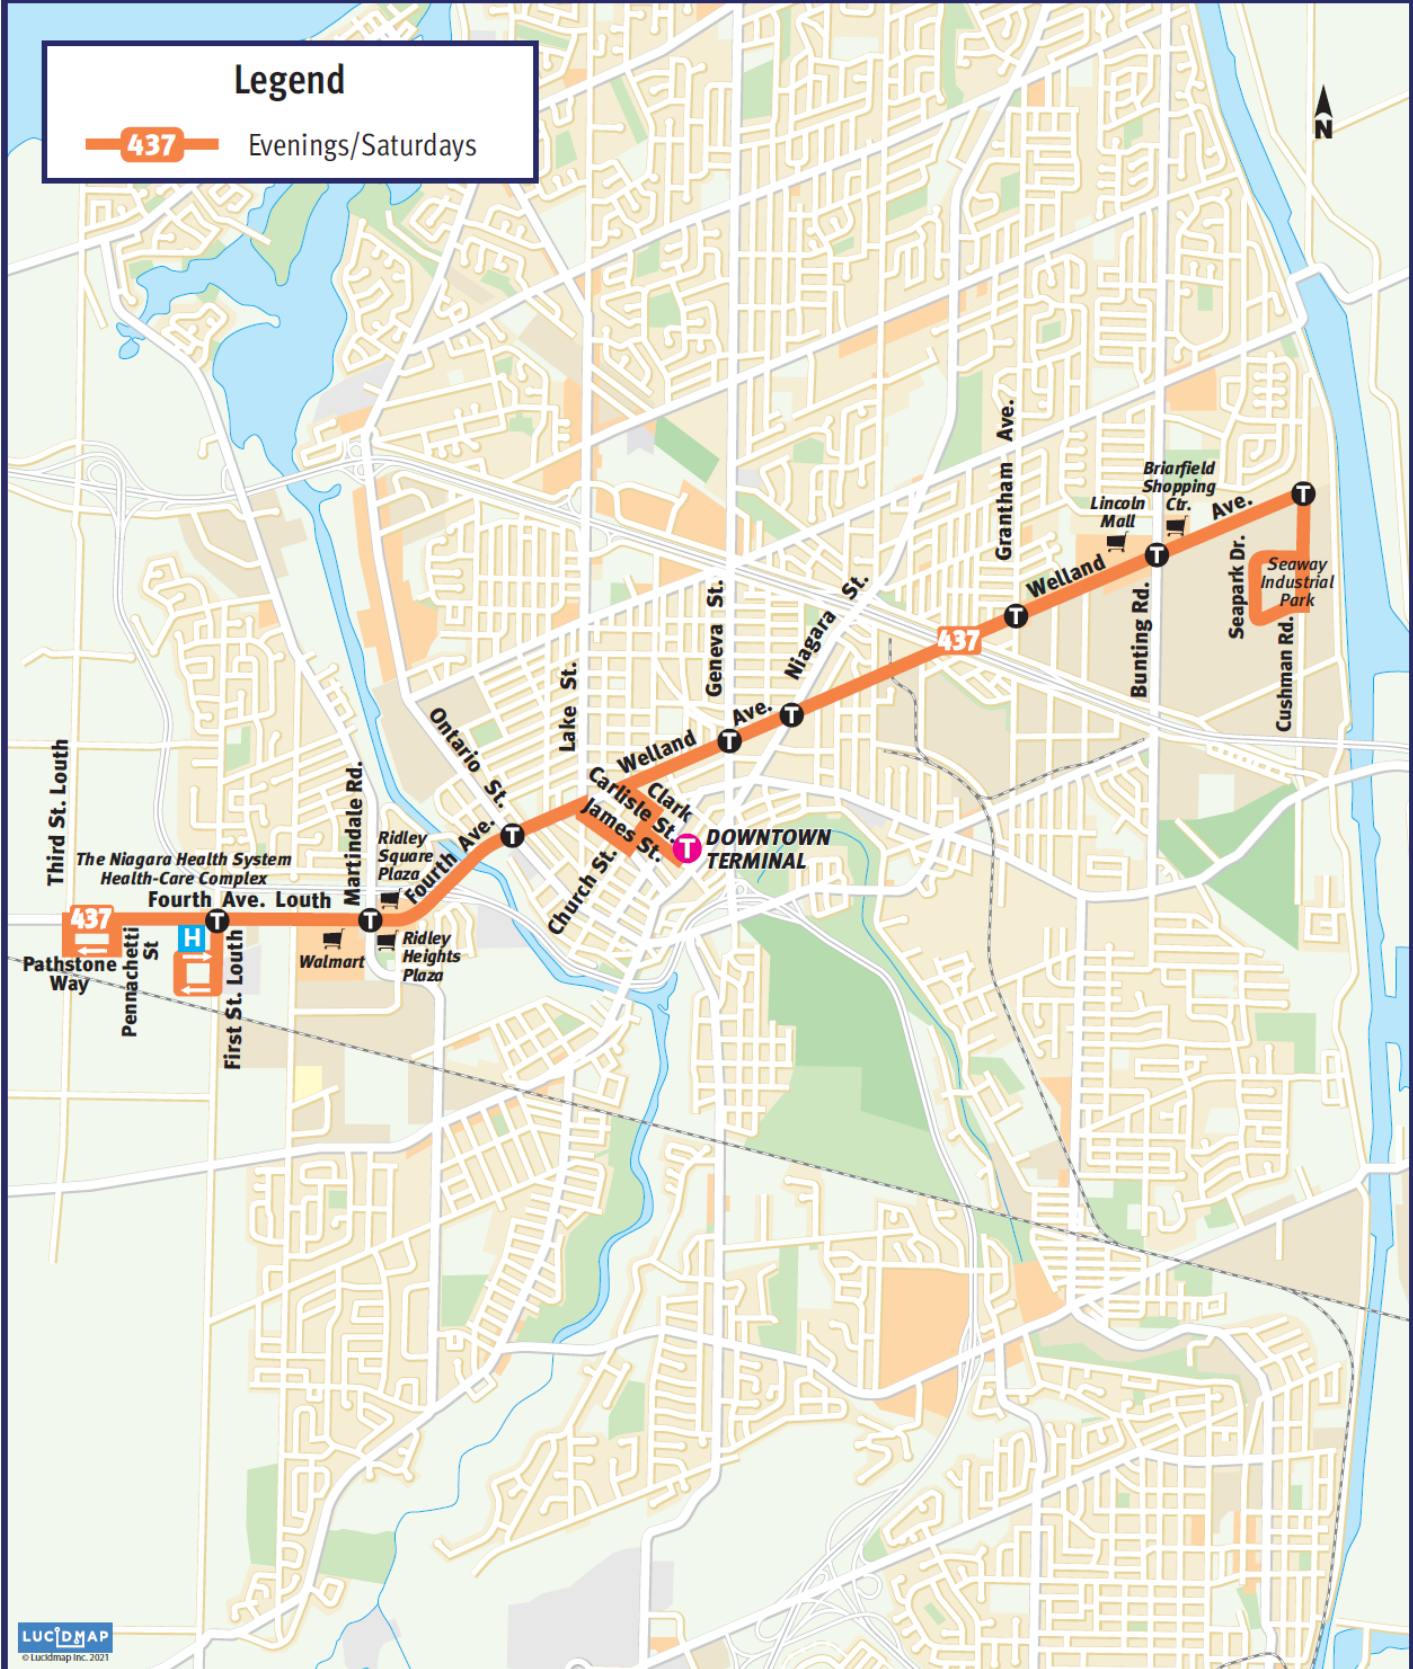 Legend
437 Evenings/Saturdays
N
Grantham Ave.
Briarfield
Shopping
Ctr.
Lincoln
Mall
Ave.
T
T
Welland
Seapark Dr.
Seaway
Industrial
Park
Bunting Rd.
Cushman Rd.
T
437
Geneva St.
Niagara St.
Lake St.
Ave.
T
T
Welland
Ontario St.
Clark
Carlisle St.
James St.
T
DOWNTOWN
TERMINAL
Church St.
T
Third St. Louth
Martindale Rd.
Ridley
Square
Plaza
Fourth Ave.
The Niagara Health System
Health-Care Complex
Fourth Ave. Louth
437
T
T
H
Walmart
Ridley
Heights
Plaza
Pathstone
Way
Pennachetti
St
First St. Louth
LUCIDMAP
© Lucidmap Inc. 2021